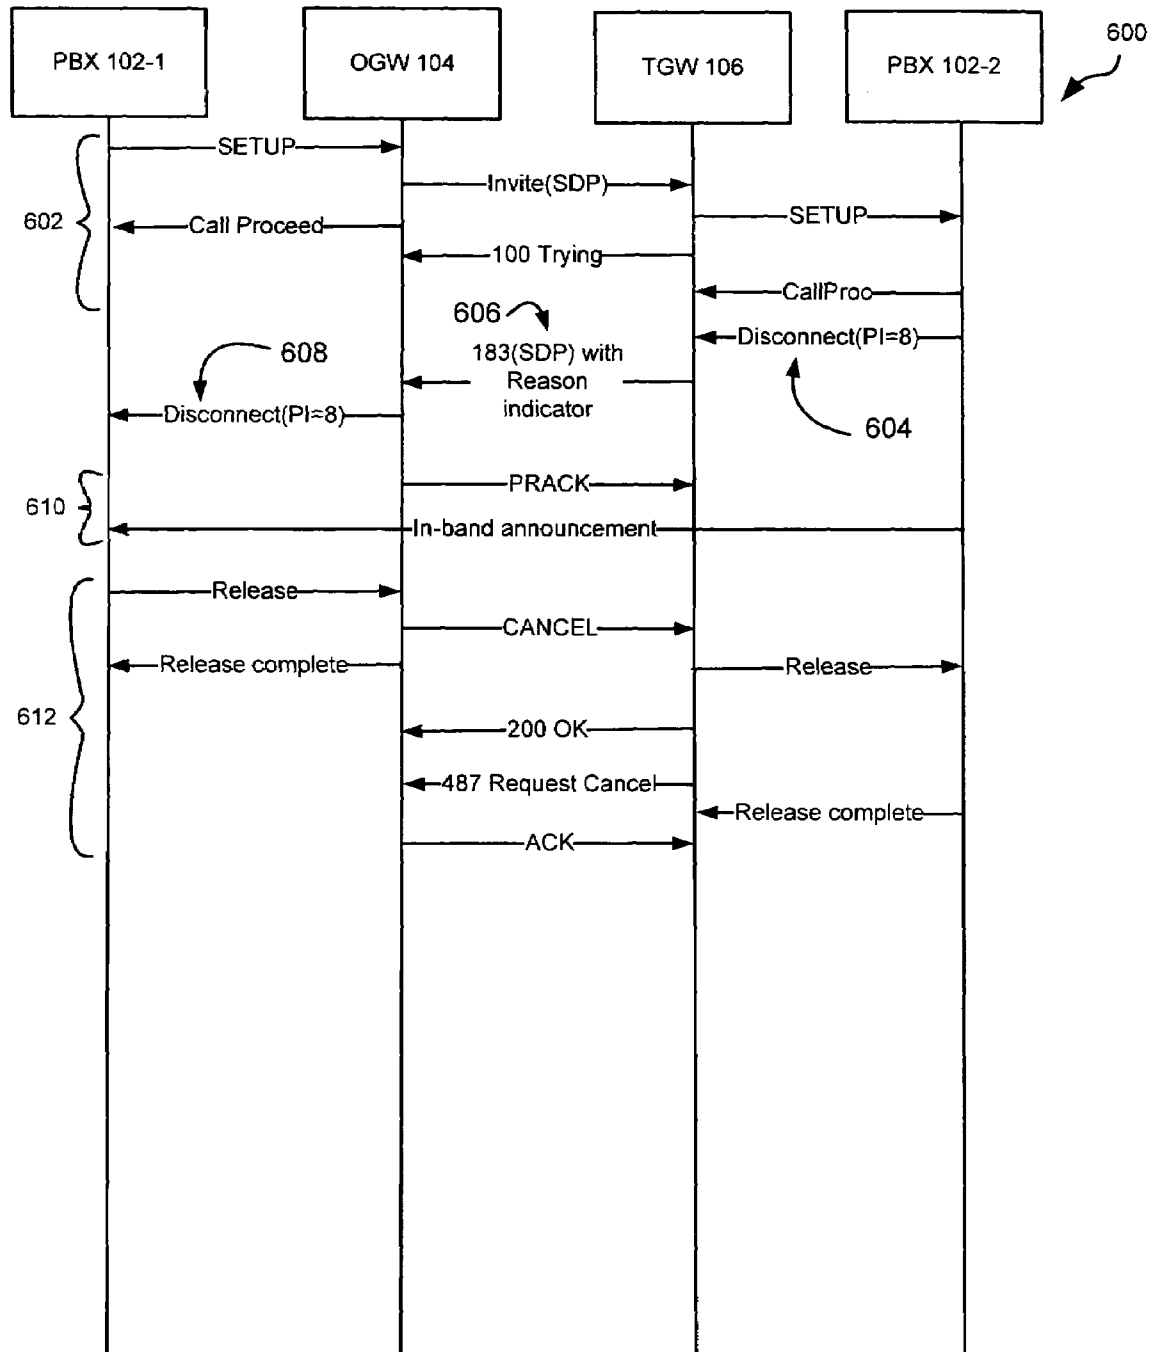 600
PBX 102-1
OGW 104
TGW 106
PBX 102-2
SETUP
Invite(SDP)
602
Call Proceed
SETUP
100 Trying
CallProc
606
Disconnect(PI=8)
608
183(SDP) with
Reason
indicator
Disconnect(PI=8)
604
PRACK
610
In-band announcement
Release
CANCEL
Release complete
Release
612
200 OK
487 Request Cancel
Release complete
ACK